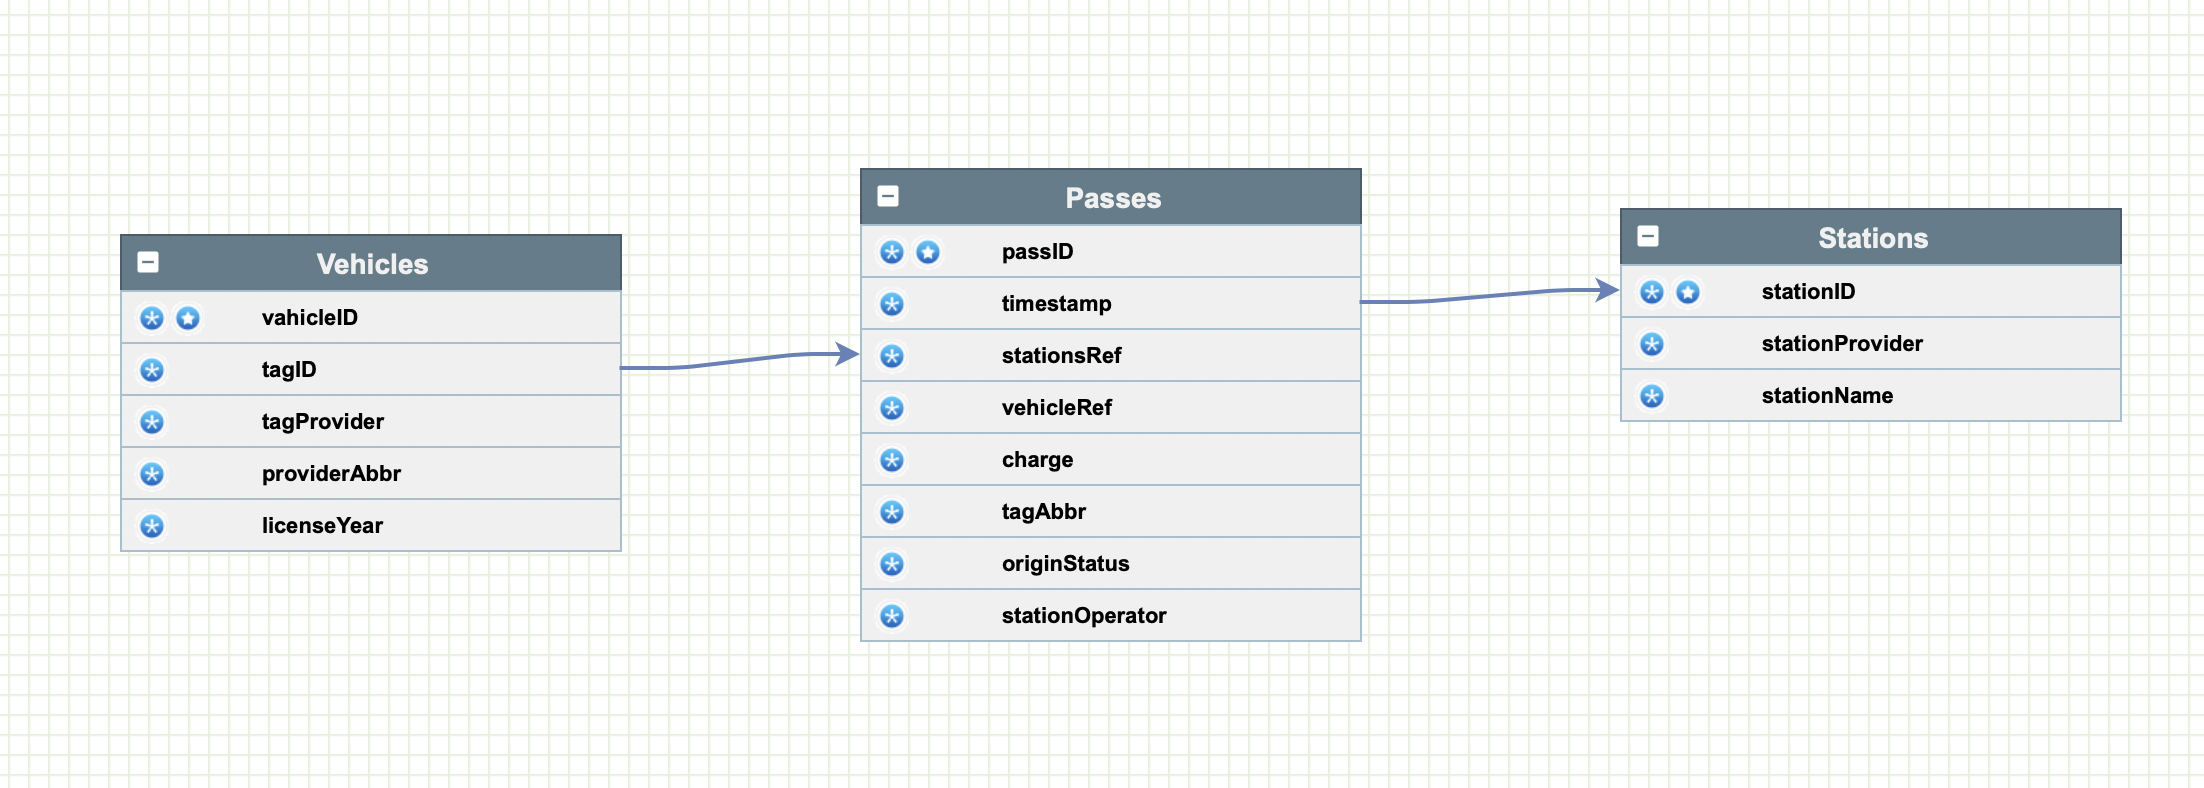 Vehicles
vahicleID
tagID
tagProvider
providerAbbr
licenseYear
Passes
passID
timestamp
stationsRef
vehicleRef
charge
tagAbbr
originStatus
stationOperator
Stations
stationID
stationProvider
stationName